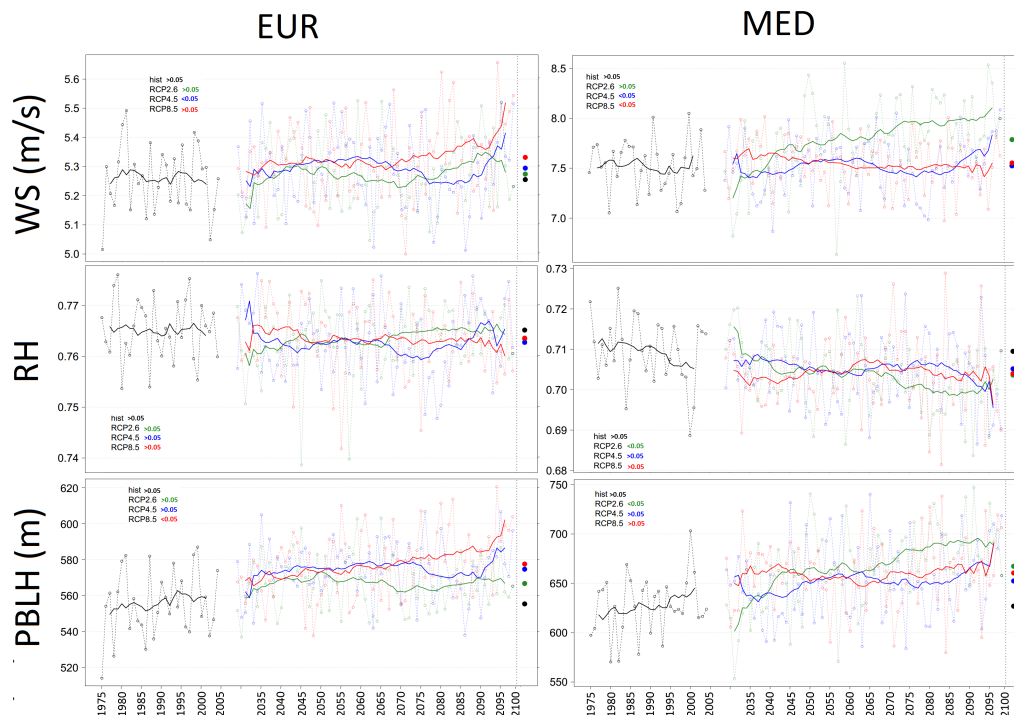 EUR MED
WS (m/s)
5.6
5.5
5.4
5.3
5.2
5.1
5.0
hist >0.05
RCP2.6 >0.05
RCP4.5 <0.05
RCP8.5 >0.05
8.5
8.0
7.5
7.0
hist >0.05
RCP2.6 >0.05
RCP4.5 <0.05
RCP8.5 <0.05
RH
0.77
0.76
0.75
0.74
hist >0.05
RCP2.6 >0.05
RCP4.5 >0.05
RCP8.5 >0.05
0.73
0.72
0.71
0.70
0.69
0.68
hist >0.05
RCP2.6 <0.05
RCP4.5 >0.05
RCP8.5 >0.05
PBLH (m)
620
600
580
560
540
520
hist >0.05
RCP2.6 >0.05
RCP4.5 >0.05
RCP8.5 <0.05
750
700
650
600
550
hist >0.05
RCP2.6 <0.05
RCP4.5 >0.05
RCP8.5 >0.05
1975 1980 1985 1990 1995 2000 2005 2035 2040 2045 2050 2055 2060 2065 2070 2075 2080 2085 2090 2095 2100
1975 1980 1985 1990 1995 2000 2005 2035 2040 2045 2050 2055 2060 2065 2070 2075 2080 2085 2090 2095 2100